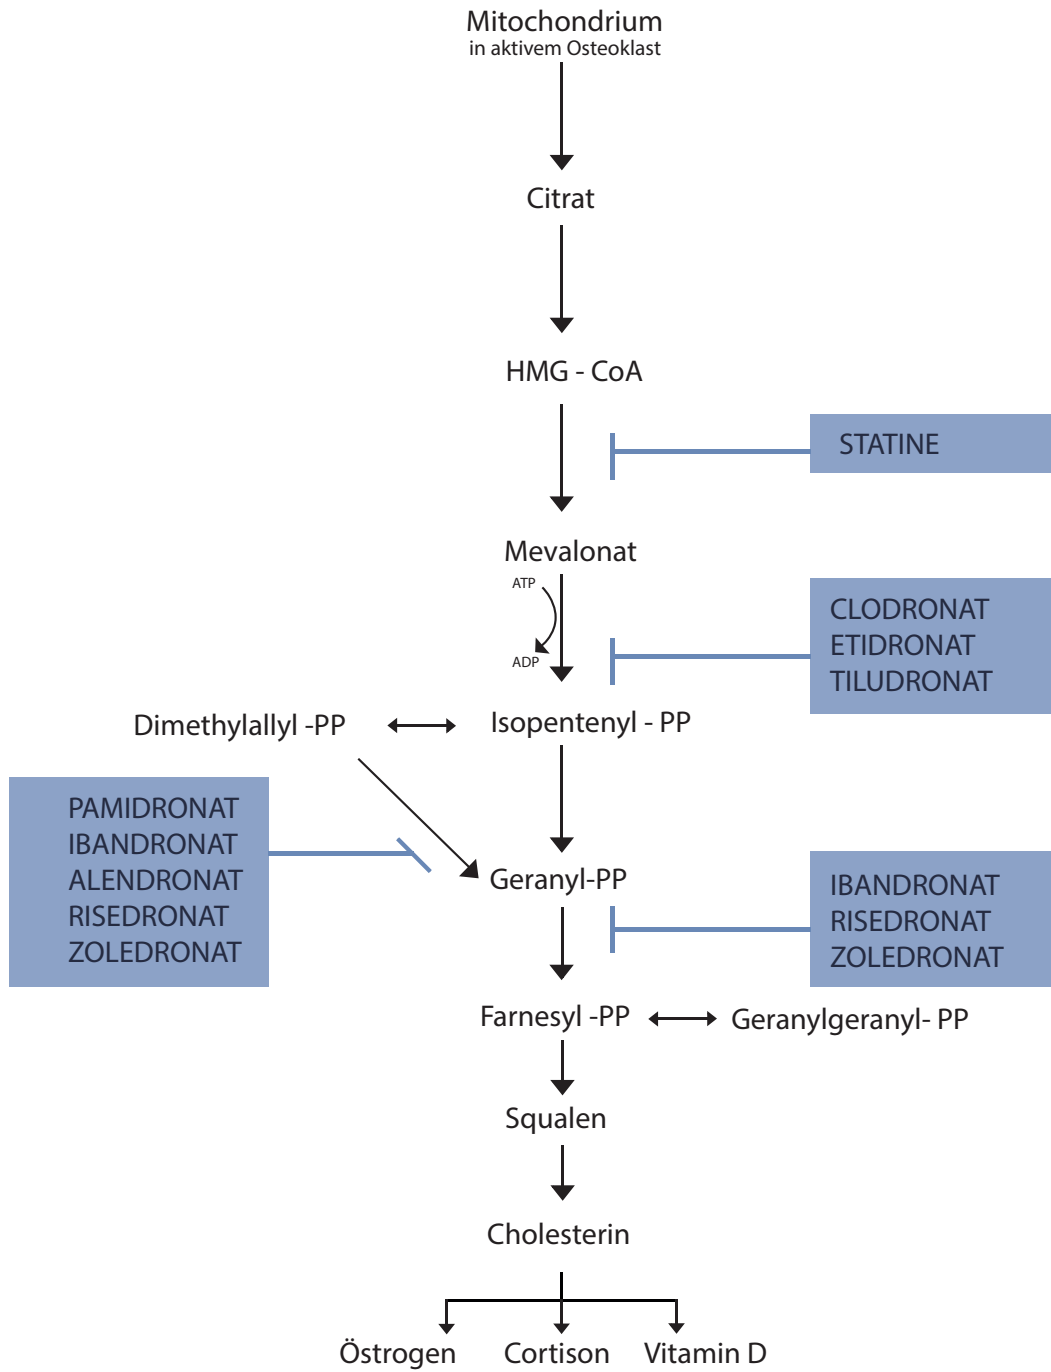 Mitochondrium
in aktivem Osteoklast
Citrat
HMG - CoA
STATINE
Mevalonat
ATP
ADP
CLODRONAT
ETIDRONAT
TILUDRONAT
Dimethylallyl -PP
Isopentenyl - PP
PAMIDRONAT
IBANDRONAT
ALENDRONAT
RISEDRONAT
ZOLEDRONAT
Geranyl-PP
IBANDRONAT
RISEDRONAT
ZOLEDRONAT
Farnesyl -PP
Geranylgeranyl- PP
Squalen
Cholesterin
Östrogen
Cortison
Vitamin D